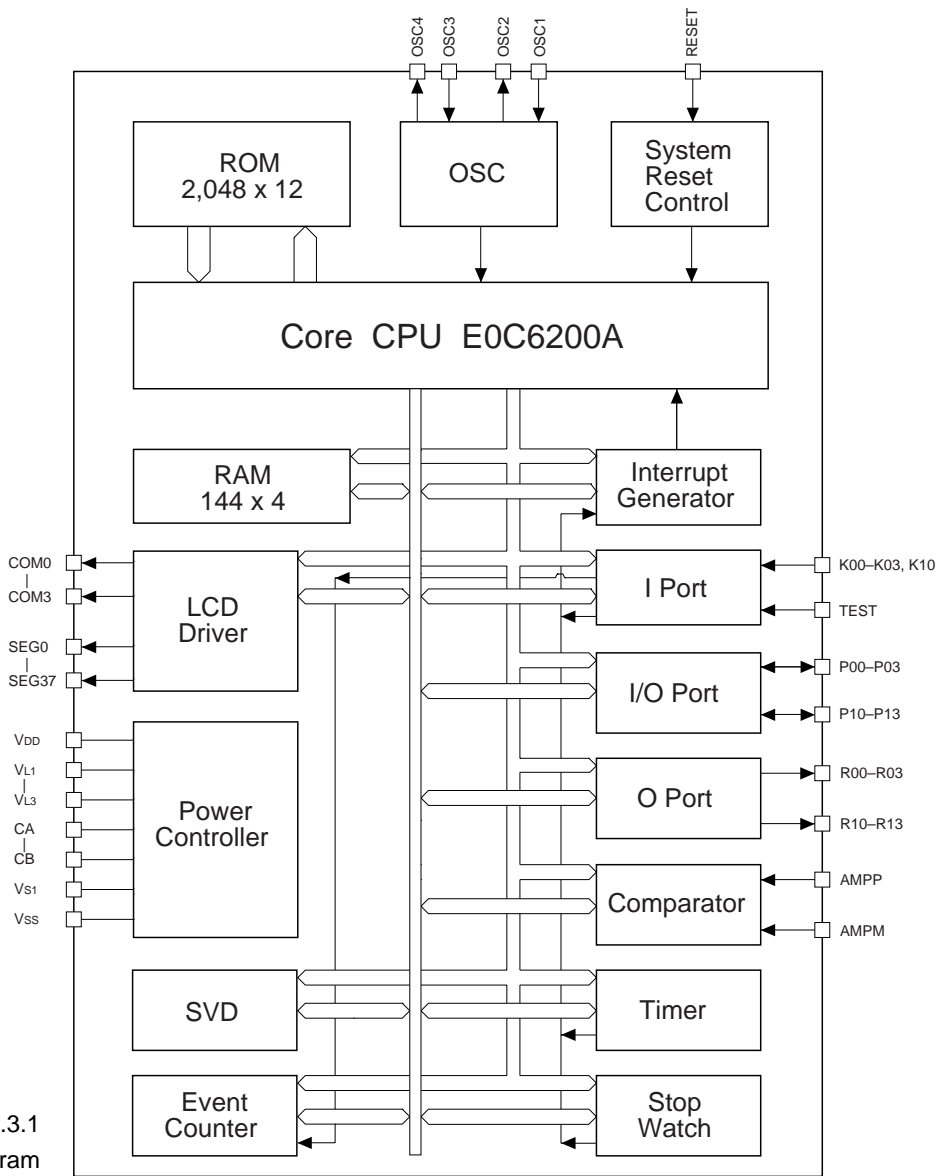 OSC4
OSC3
OSC2
OSC1
RESET
ROM
2,048 x 12
OSC
System
Reset
Control
Core CPU E0C6200A
RAM
144 x 4
Interrupt
Generator
COM0
|
COM3
SEG0
|
SEG37
LCD
Driver
I Port
K00–K03, K10
TEST
I/O Port
P00–P03
P10–P13
VDD
VL1
|
VL3
CA
|
CB
VS1
VSS
Power
Controller
O Port
R00–R03
R10–R13
Comparator
AMPP
AMPM
SVD
Timer
Event
Counter
Stop
Watch
.3.1
ram